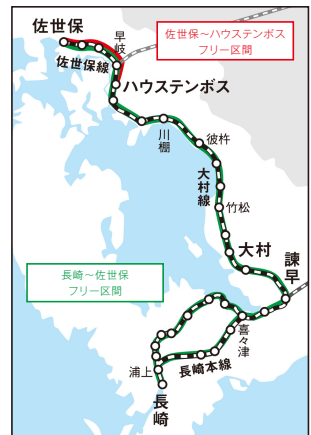 佐世保
早岐
佐世保～ハウステンボス
フリー区間
佐世保線
ハウステンボス
川棚
彼杵
大村線
竹松
大村
諫早
長崎～佐世保
フリー区間
喜々津
長崎本線
浦上
長崎